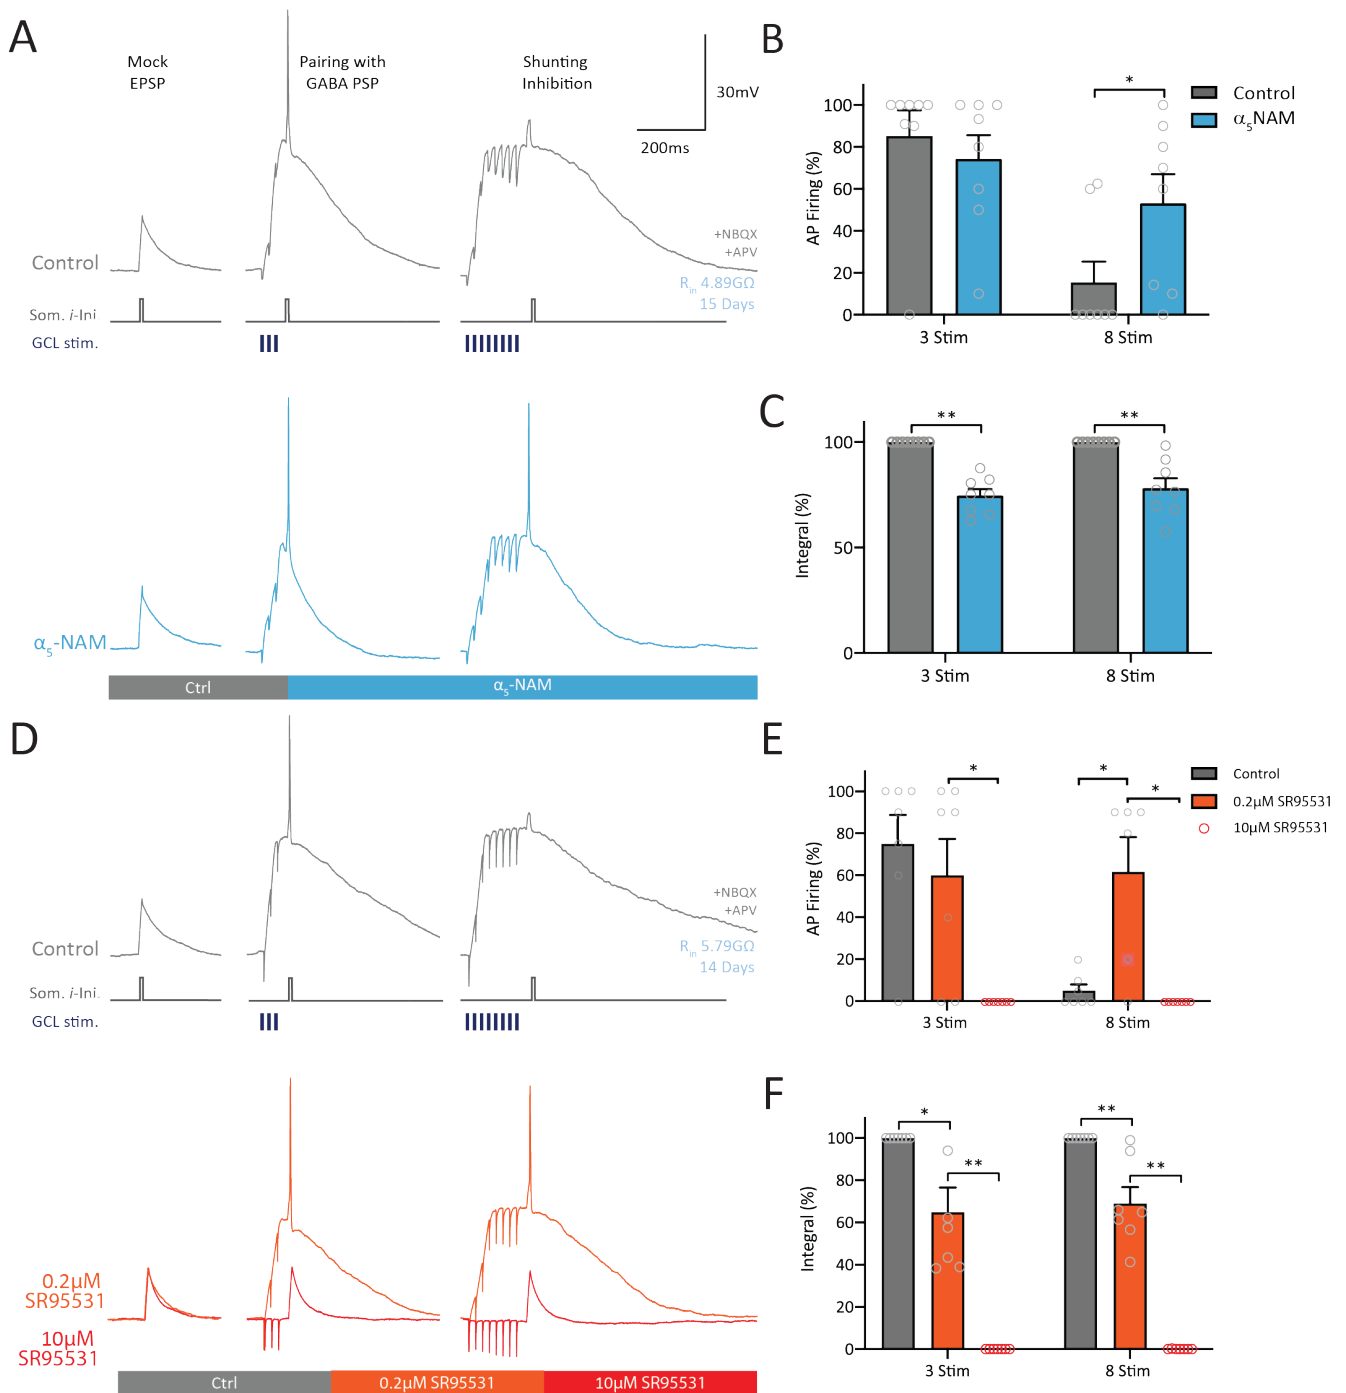 A
Mock
EPSP
Pairing with
GABA PSP
Shunting
Inhibition
30mV
200ms
+NBQX
+APV
Control
Rin 4.89GΩ
15 Days
Som. i-Ini
GCL stim.
α5-NAM
Ctrl
α5-NAM
B
AP Firing (%)
100
80
60
40
20
0
*
Control
α5NAM
3 Stim
8 Stim
C
Integral (%)
100
50
0
**
**
3 Stim
8 Stim
D
+NBQX
+APV
Control
Rin 5.79GΩ
14 Days
Som. i-Ini.
GCL stim.
0.2µM
SR95531
10µM
SR95531
Ctrl
0.2µM SR95531
10µM SR95531
E
AP Firing (%)
100
80
60
40
20
0
*
*
*
Control
0.2µM SR95531
10µM SR95531
3 Stim
8 Stim
F
Integral (%)
100
80
60
40
20
0
*
**
**
**
3 Stim
8 Stim